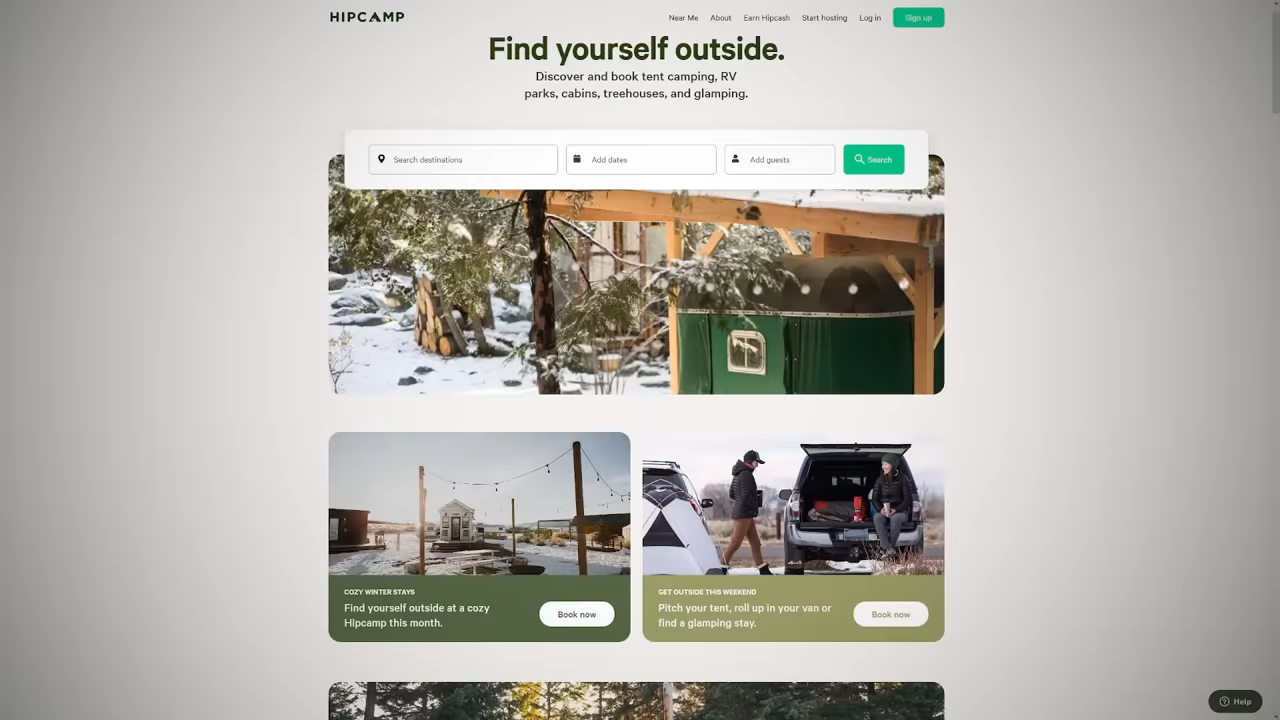 HIPCAMP
Near Me
About
Earn Hipcash
Start hosting
Log in
Sign up
Find yourself outside.
Discover and book tent camping, RV
parks, cabins, treehouses, and glamping.
Search destinations
Add dates
Add guests
Search
COZY WINTER STAYS
Find yourself outside at a cozy
Hipcamp this month.
Book now
GET OUTSIDE THIS WEEKEND
Pitch your tent, roll up in your van or
find a glamping stay.
Book now
Help